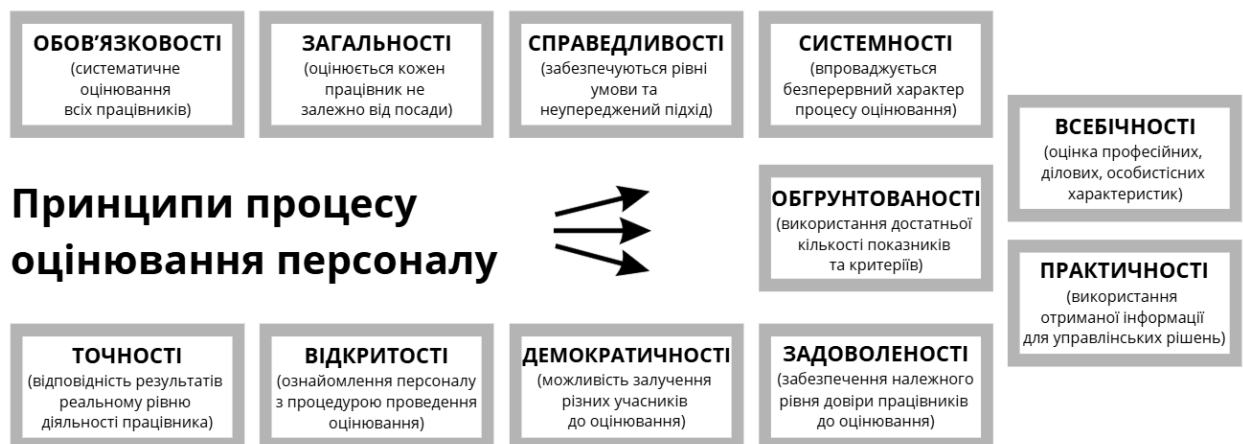 ОБОВ’ЯЗКОВОСТІ
(систематичне
оцінювання
всіх працівників)
ЗАГАЛЬНОСТІ
(оцінюється кожен
працівник не
залежно від посади)
СПРАВЕДЛИВОСТІ
(забезпечуються рівні
умови та
неупереджений підхід)
СИСТЕМНОСТІ
(впроваджується
безперервний характер
процесу оцінювання)
ВСЕБІЧНОСТІ
(оцінка професійних,
ділових, особистісних
характеристик)
Принципи процесу
оцінювання персоналу
ОБГРУНТОВАНОСТІ
(використання достатньої
кількості показників
та критеріїв)
ПРАКТИЧНОСТІ
(використання
отриманої інформації
для управлінських рішень)
ТОЧНОСТІ
(відповідність результатів
реальному рівню
діяльності працівника)
ВІДКРИТОСТІ
(ознайомлення персоналу
з процедурою проведення
оцінювання)
ДЕМОКРАТИЧНОСТІ
(можливість залучення
різних учасників
до оцінювання)
ЗАДОВОЛЕНОСТІ
(забезпечення належного
рівня довіри працівників
до оцінювання)